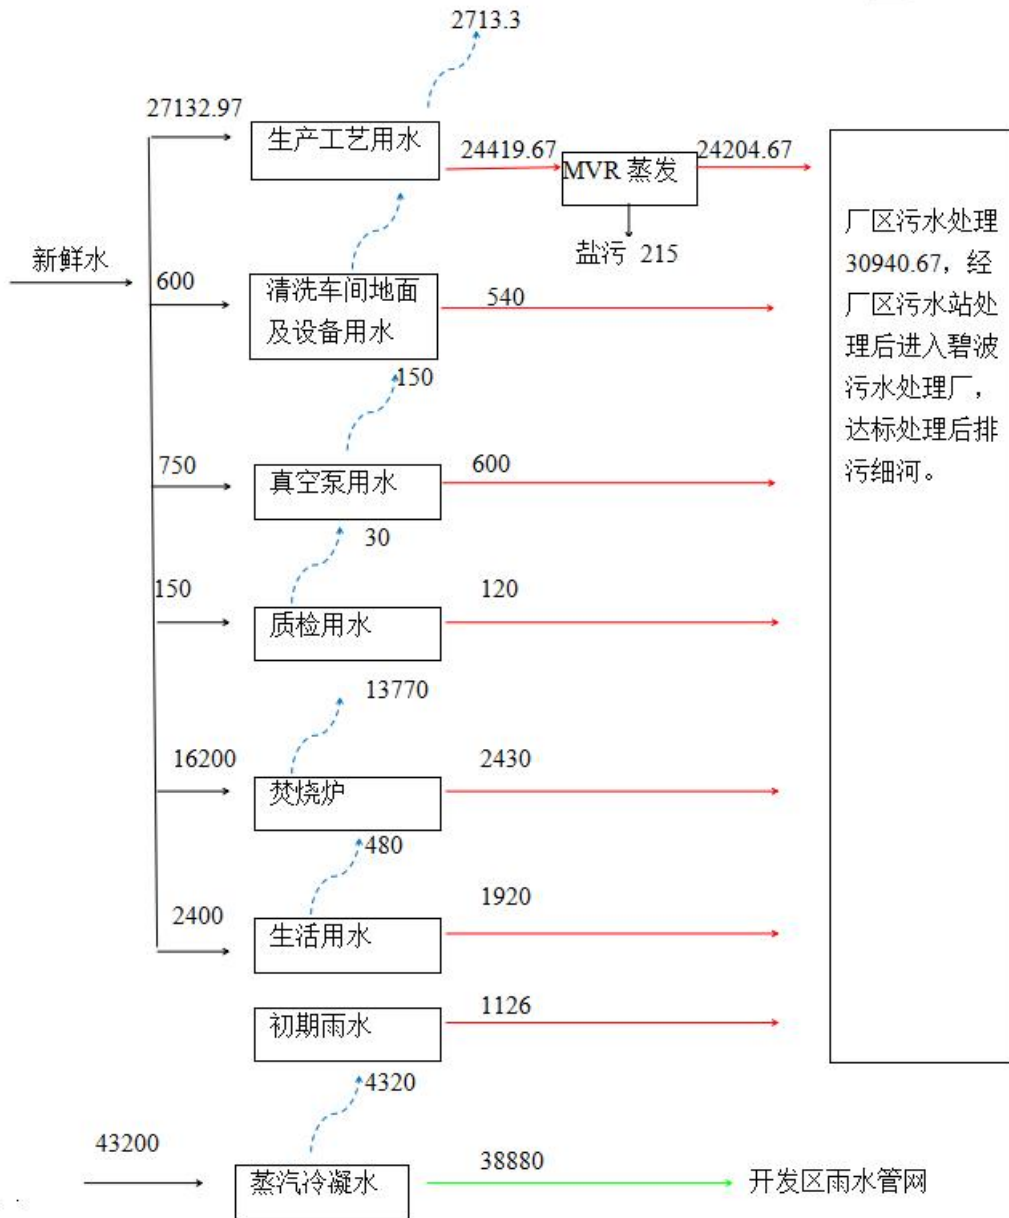 2713.3
27132.97
生产工艺用水
24419.67
MVR 蒸发
24204.67
盐污 215
新鲜水
600
清洗车间地面
及设备用水
540
150
750
真空泵用水
600
30
150
质检用水
120
13770
16200
焚烧炉
2430
480
2400
生活用水
1920
初期雨水
1126
4320
43200
蒸汽冷凝水
38880
开发区雨水管网
厂区污水处理
30940.67，经
厂区污水站处
理后进入碧波
污水处理厂，
达标处理后排
污细河。